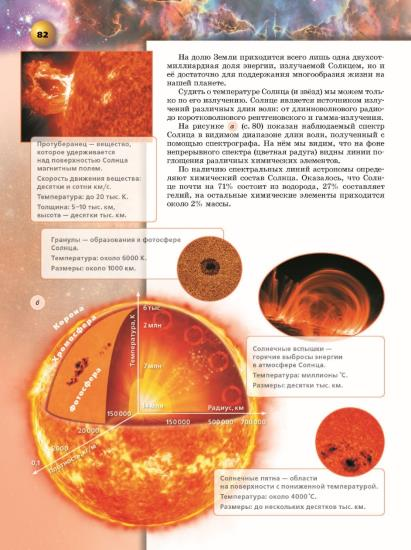 82
На долю Земли приходится всего лишь одна двухсот-
миллиардная доля энергии, излучаемой Солнцем, но и
её достаточно для поддержания многообразия жизни на
нашей планете.
Судить о температуре Солнца (и звёзд) мы можем толь-
ко по его излучению. Солнце является источником излу-
чений различных длин волн: от длинноволнового радио-
до коротковолнового рентгеновского и гамма-излучения.
На рисунке в (с. 80) показан наблюдаемый спектр
Солнца в видимом диапазоне длин волн, полученный с
помощью спектрографа. На нём мы видим, что на фоне
непрерывного спектра (цветная радуга) видны линии по-
глощения различных химических элементов.
По наличию спектральных линий астрономы опреде-
ляют химический состав Солнца. Оказалось, что Солн-
це почти на 71% состоит из водорода, 27% составляет
гелий, на остальные химические элементы приходится
около 2% массы.
Протуберанец — вещество,
которое удерживается
над поверхностью Солнца
магнитным полем.
Скорость движения вещества:
десятки и сотни км/с.
Температура: до 20 тыс. К.
Толщина: 5–10 тыс. км,
высота — десятки тыс. км.
Гранулы — образования в фотосфере
Солнца.
Температура: около 6000 К.
Размеры: около 1000 км.
б
Корона
Хромосфера
Фотосфера
Температура, К
6 тыс
2 млн
7 млн
14 млн
150 000
20 000
0,1
Плотность, г/м
150 000
Радиус, км
500 000
700 000
Солнечные вспышки —
горячие выбросы энергии
в атмосфере Солнца.
Температура: миллионы °С.
Размеры: десятки тыс. км.
Солнечные пятна — области
на поверхности с пониженной температурой.
Температура: около 4000°С.
Размеры: до нескольких десятков тыс. км.